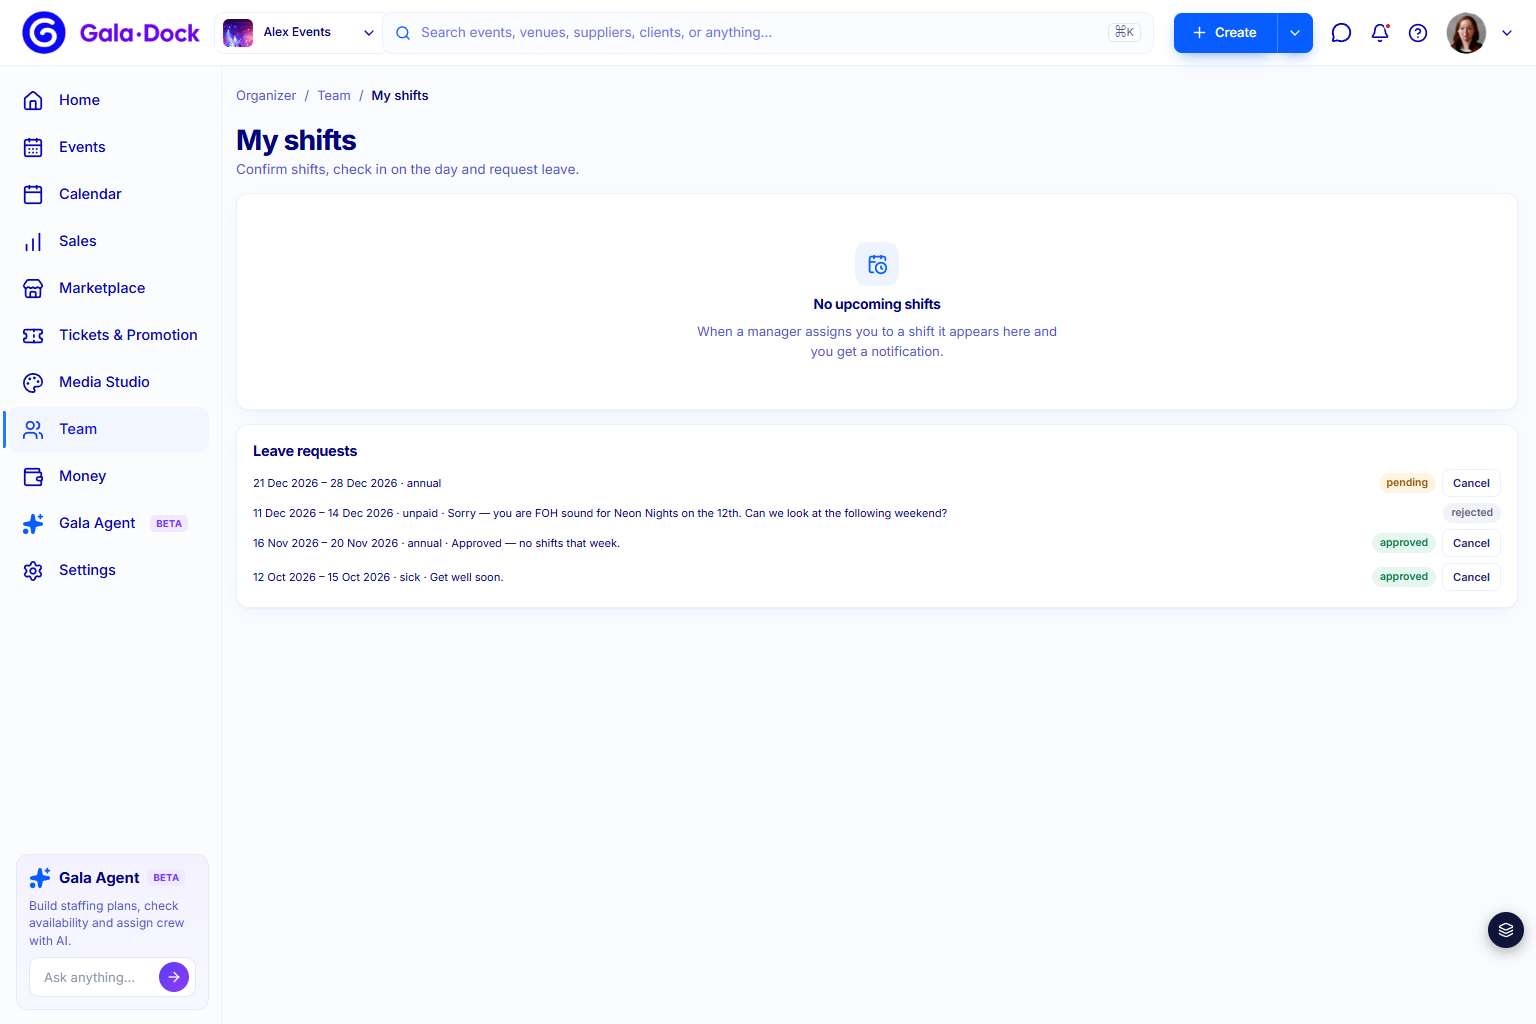 Gala·Dock
Alex Events
Search events, venues, suppliers, clients, or anything...
⌘K
Create
Home
Events
Calendar
Sales
Marketplace
Tickets & Promotion
Media Studio
Team
Money
Gala Agent BETA
Settings
Organizer / Team / My shifts
My shifts
Confirm shifts, check in on the day and request leave.
No upcoming shifts
When a manager assigns you to a shift it appears here and
you get a notification.
Leave requests
21 Dec 2026 – 28 Dec 2026 · annual pending Cancel
11 Dec 2026 – 14 Dec 2026 · unpaid · Sorry — you are FOH sound for Neon Nights on the 12th. Can we look at the following weekend? rejected
16 Nov 2026 – 20 Nov 2026 · annual · Approved — no shifts that week. approved Cancel
12 Oct 2026 – 15 Oct 2026 · sick · Get well soon. approved Cancel
Gala Agent BETA
Build staffing plans, check
availability and assign crew
with AI.
Ask anything...